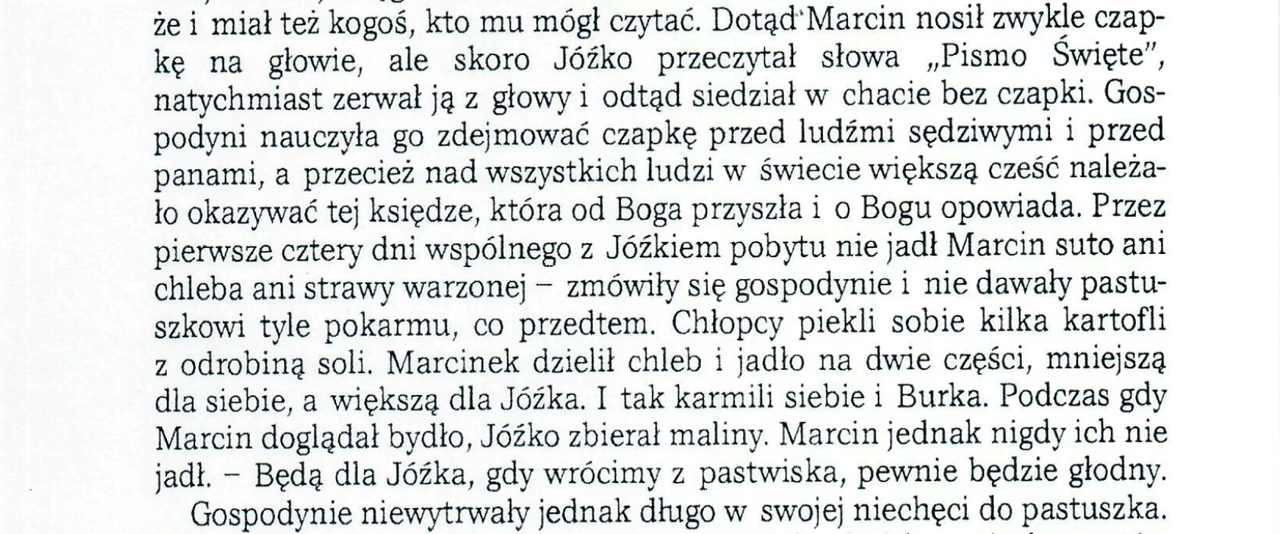 że i miał też kogoś, kto mu mógł czytać. Dotąd Marcin nosił zwykle czap-
kę na głowie, ale skoro Jóźko przeczytał słowa „Pismo Święte”,
natychmiast zerwał ją z głowy i odtąd siedział w chacie bez czapki. Gos-
podyni nauczyła go zdejmować czapkę przed ludźmi sędziwymi i przed
panami, a przecież nad wszystkich ludzi w świecie większą cześć należa-
ło okazywać tej księdze, która od Boga przyszła i o Bogu opowiada. Przez
pierwsze cztery dni wspólnego z Jóźkiem pobytu nie jadł Marcin suto ani
chleba ani strawy warzonej – zmówiły się gospodynie i nie dawały pastu-
szkowi tyle pokarmu, co przedtem. Chłopcy piekli sobie kilka kartofli
z odrobiną soli. Marcinek dzielił chleb i jadło na dwie części, mniejszą
dla siebie, a większą dla Jóźka. I tak karmili siebie i Burka. Podczas gdy
Marcin doglądał bydło, Jóźko zbierał maliny. Marcin jednak nigdy ich nie
jadł. – Będą dla Jóźka, gdy wrócimy z pastwiska, pewnie będzie głodny.
Gospodynie niewytrwały jednak długo w swojej niechęci do pastuszka.